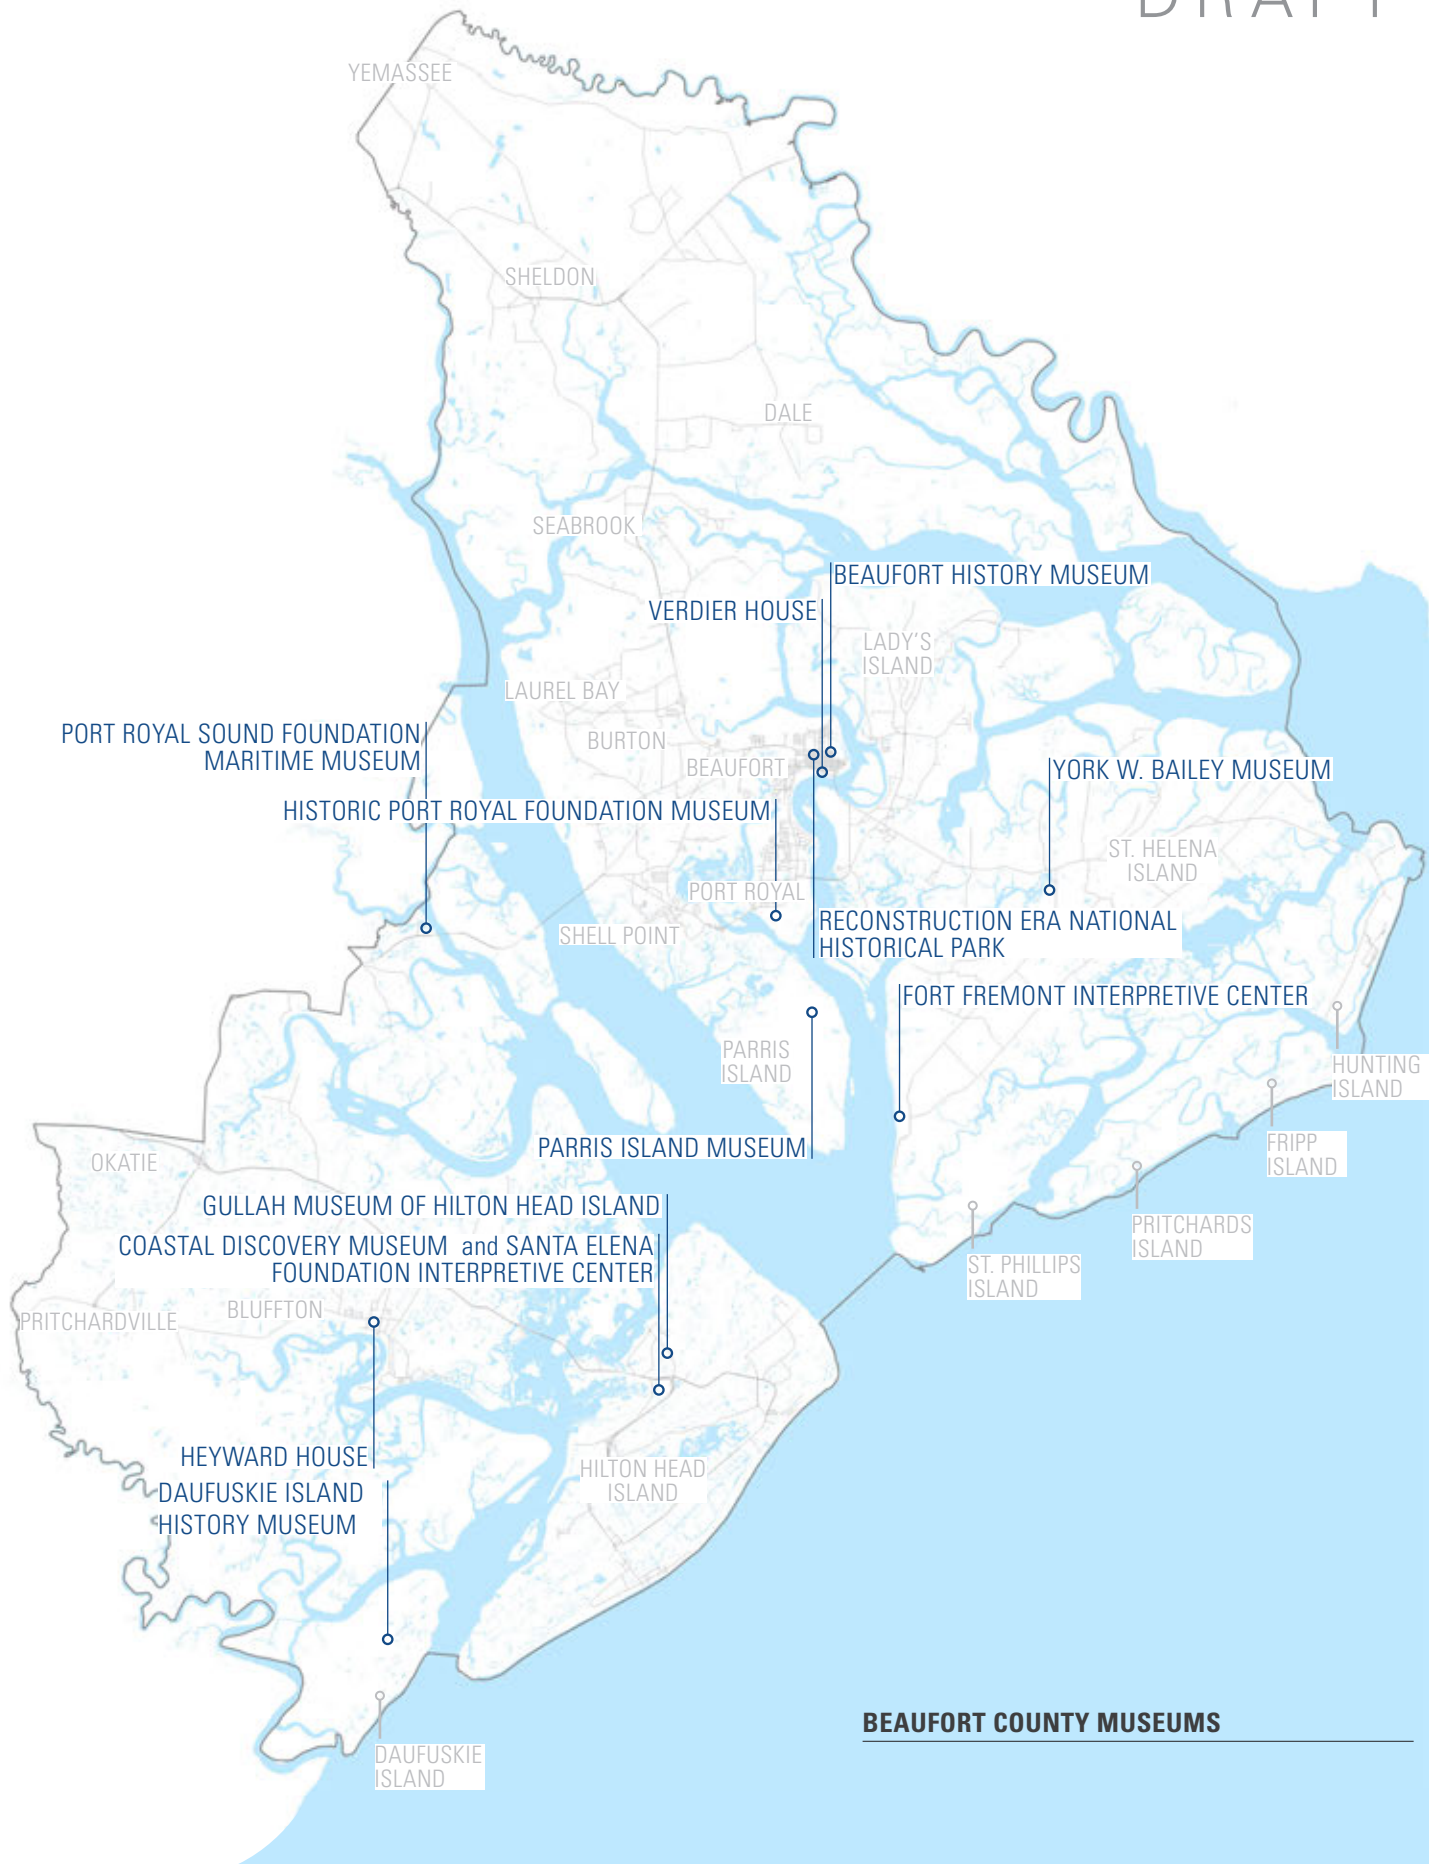 DRAFT
YEMASSEE
SHELDON
DALE
SEABROOK
BEAUFORT HISTORY MUSEUM
VERDIER HOUSE
LADY'S
ISLAND
LAUREL BAY
PORT ROYAL SOUND FOUNDATION
MARITIME MUSEUM
BURTON
BEAUFORT
YORK W. BAILEY MUSEUM
HISTORIC PORT ROYAL FOUNDATION MUSEUM
ST. HELENA
ISLAND
PORT ROYAL
RECONSTRUCTION ERA NATIONAL
HISTORICAL PARK
SHELL POINT
FORT FREMONT INTERPRETIVE CENTER
PARRIS
ISLAND
HUNTING
ISLAND
PARRIS ISLAND MUSEUM
FRIPP
ISLAND
OKATIE
GULLAH MUSEUM OF HILTON HEAD ISLAND
PRITCHARDS
ISLAND
COASTAL DISCOVERY MUSEUM and SANTA ELENA
FOUNDATION INTERPRETIVE CENTER
ST. PHILLIPS
ISLAND
BLUFFTON
PRITCHARDVILLE
HEYWARD HOUSE
HILTON HEAD
ISLAND
DAUFUSKIE ISLAND
HISTORY MUSEUM
BEAUFORT COUNTY MUSEUMS
DAUFUSKIE
ISLAND